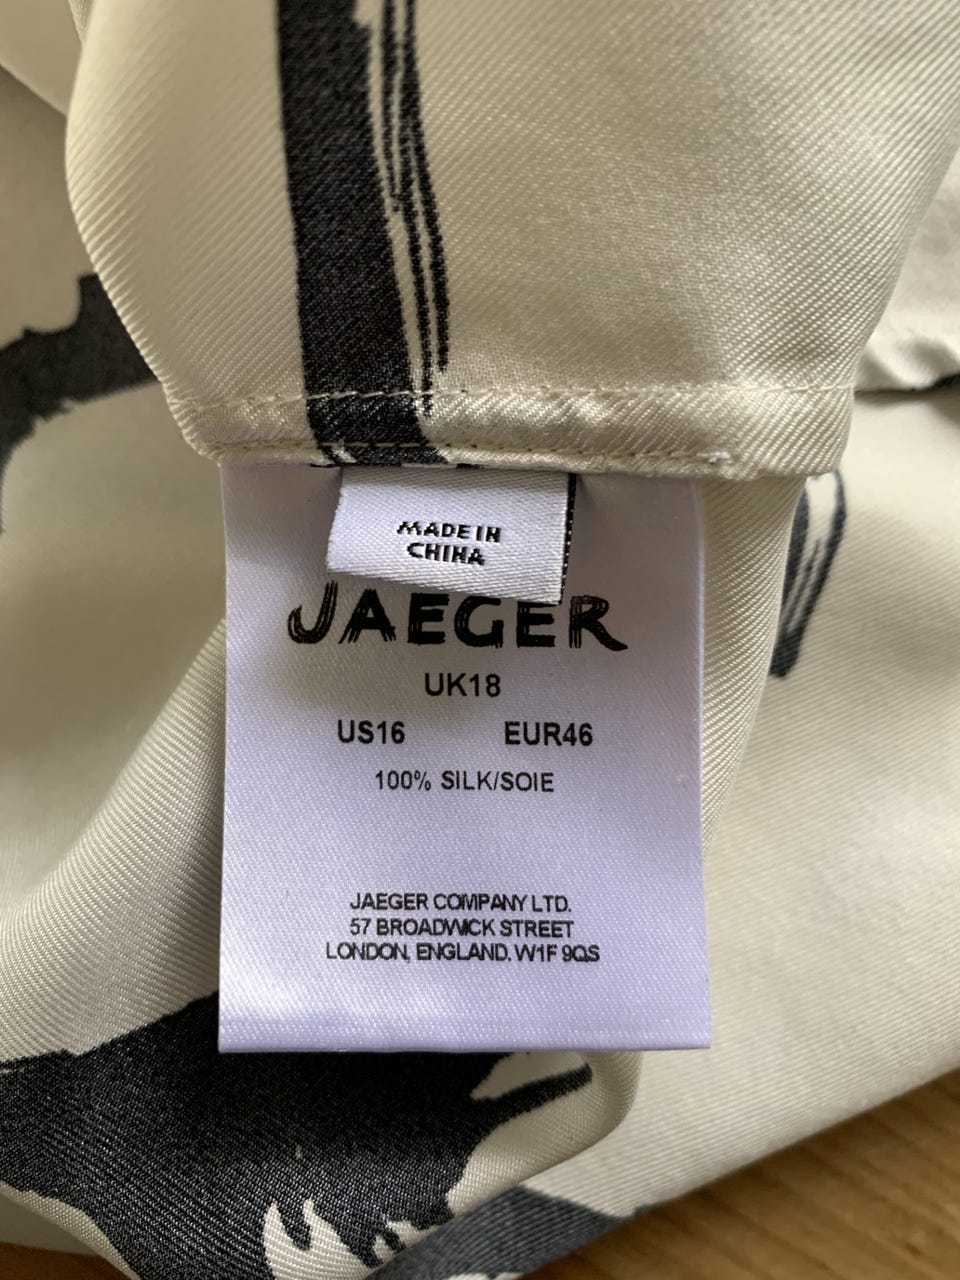 MADE IN
CHINA
JAEGER
UK18
US16 EUR46
100% SILK/SOIE
JAEGER COMPANY LTD.
57 BROADWICK STREET
LONDON, ENGLAND. W1F 9QS